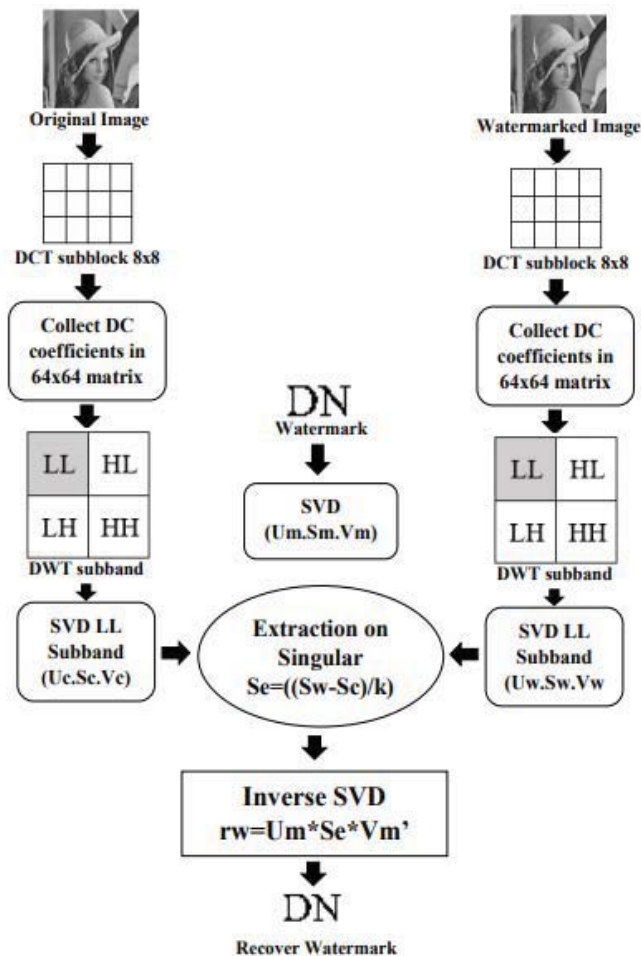 Original Image
DCT subblock 8x8
Collect DC
coefficients in
64x64 matrix
LL HL
LH HH
DWT subband
SVD LL
Subband
(Uc.Sc.Vc)
DN
Watermark
SVD
(Um.Sm.Vm)
Watermarked Image
DCT subblock 8x8
Collect DC
coefficients in
64x64 matrix
LL HL
LH HH
DWT subband
SVD LL
Subband
(Uw.Sw.Vw
Extraction on
Singular
Se=((Sw-Sc)/k)
Inverse SVD
rw=Um*Se*Vm’
DN
Recover Watermark